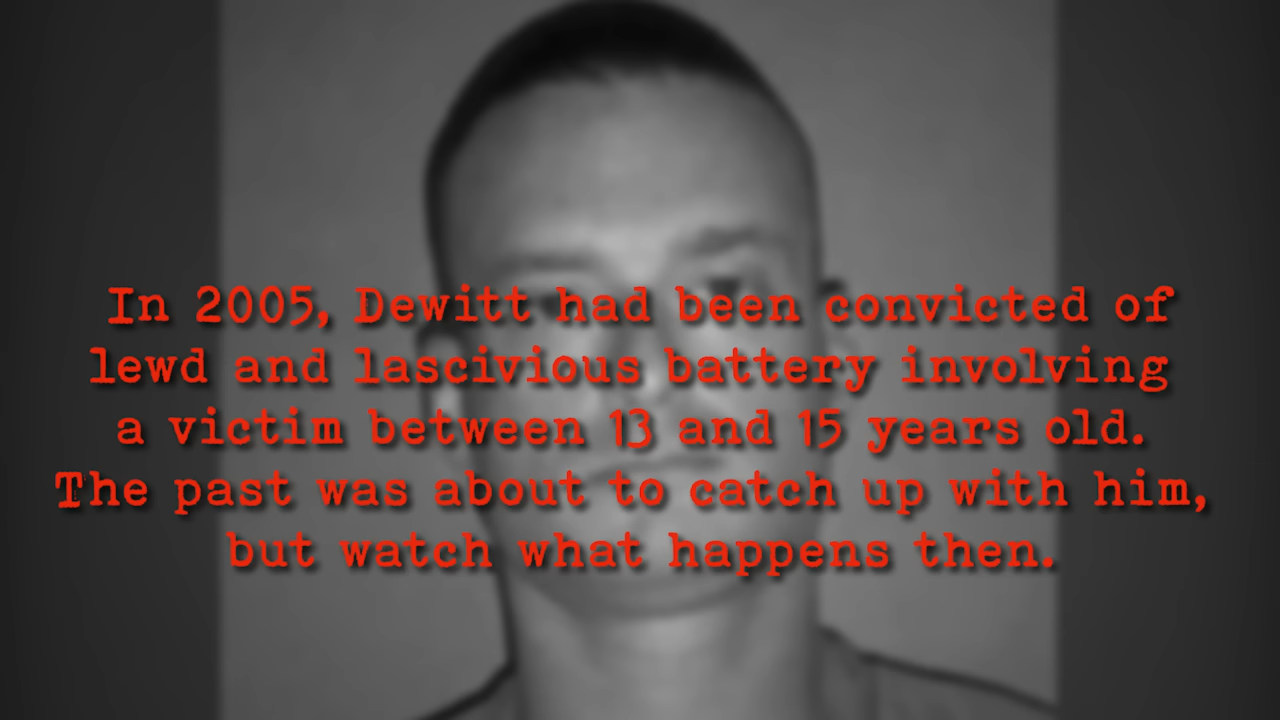 In 2005, Dewitt had been convicted of
lewd and lascivious battery involving
a victim between 13 and 15 years old.
The past was about to catch up with him,
but watch what happens then.